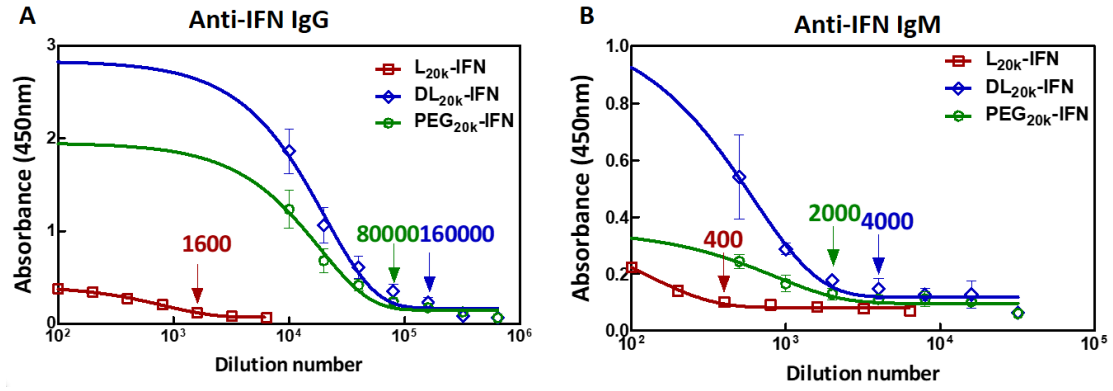 A
Anti-IFN IgG
Absorbance (450nm)
3
2
1
0
L20k-IFN
DL20k-IFN
PEG20k-IFN
1600
80000
160000
10²
10³
10⁴
10⁵
10⁶
Dilution number
B
Anti-IFN IgM
Absorbance (450nm)
1.0
0.8
0.6
0.4
0.2
0.0
L20k-IFN
DL20k-IFN
PEG20k-IFN
400
2000
4000
10²
10³
10⁴
10⁵
Dilution number